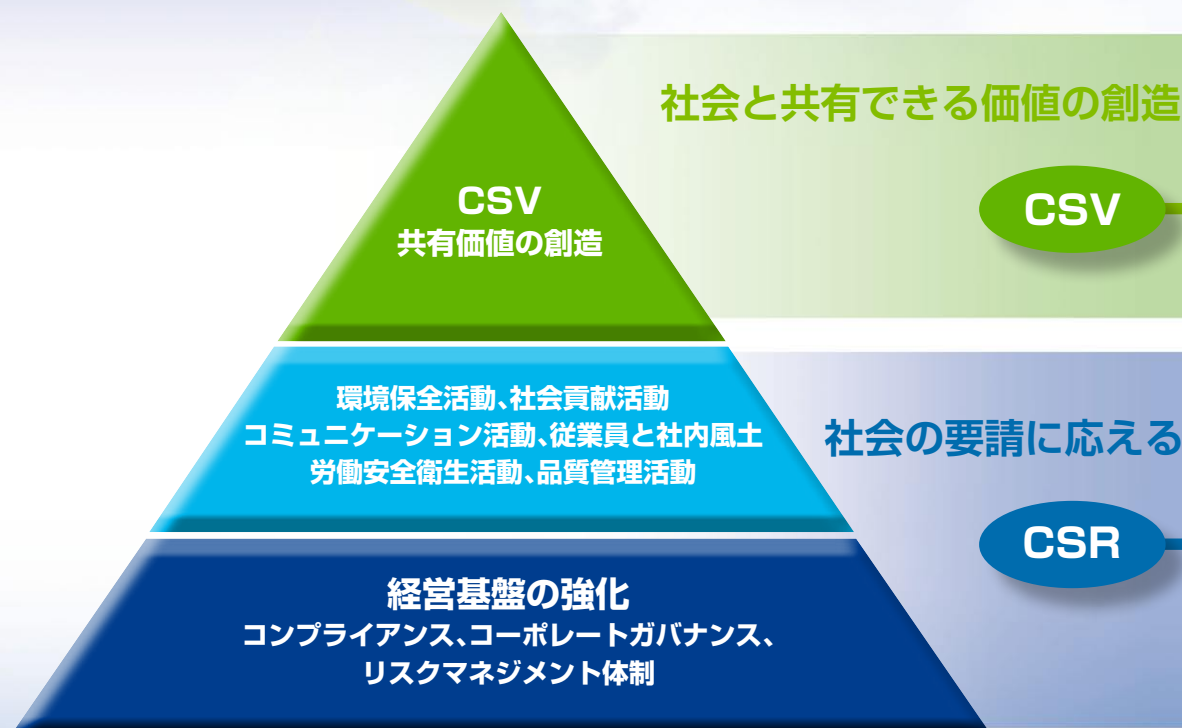 社会と共有できる価値の創造
CSV
CSV
共有価値の創造
環境保全活動、社会貢献活動
コミュニケーション活動、従業員と社内風土
労働安全衛生活動、品質管理活動
社会の要請に応える
CSR
経営基盤の強化
コンプライアンス、コーポレートガバナンス、
リスクマネジメント体制